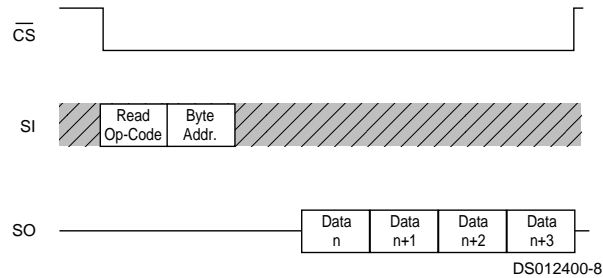 CS
SI
Read
Op-Code
Byte
Addr.
SO
Data
n
Data
n+1
Data
n+2
Data
n+3
DS012400-8